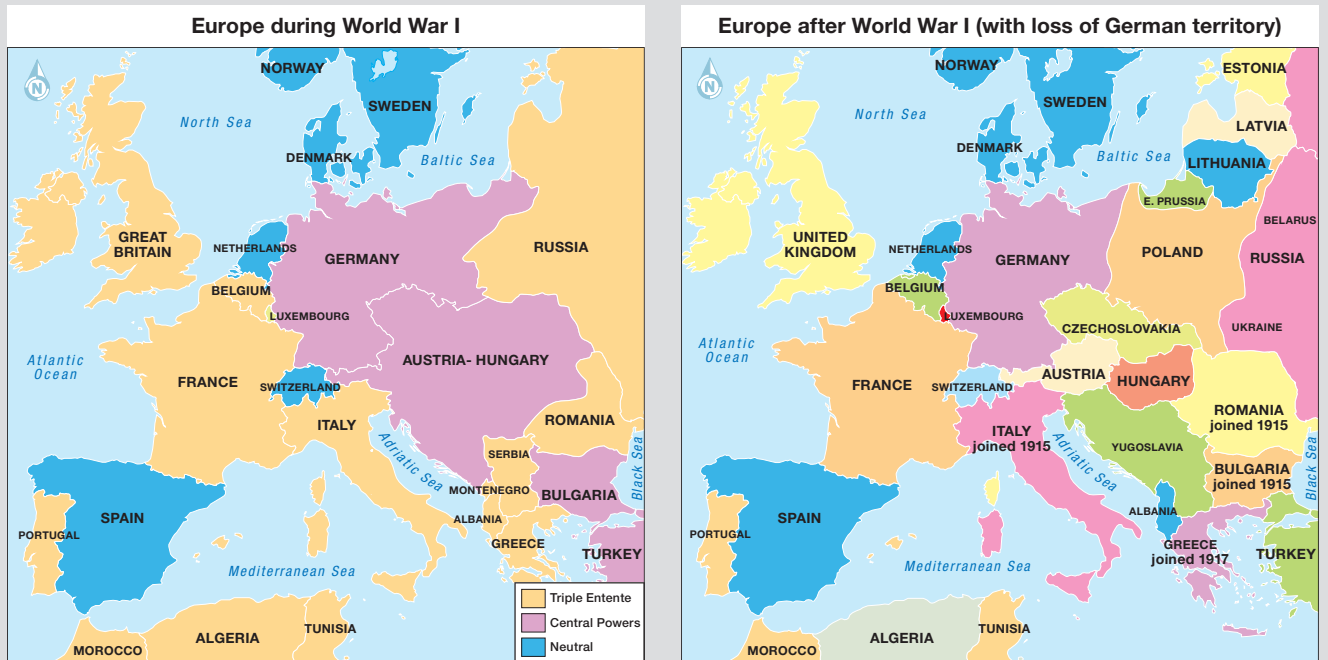 Europe during World War I
N
NORWAY
SWEDEN
North Sea
DENMARK
Baltic Sea
GREAT
BRITAIN
NETHERLANDS
GERMANY
RUSSIA
BELGIUM
LUXEMBOURG
Atlantic
Ocean
FRANCE
AUSTRIA- HUNGARY
SWITZERLAND
ITALY
ROMANIA
Adriatic Sea
SERBIA
Black Sea
MONTENEGRO
BULGARIA
SPAIN
ALBANIA
PORTUGAL
GREECE
TURKEY
Mediterranean Sea
Triple Entente
Central Powers
Neutral
ALGERIA
TUNISIA
MOROCCO
Europe after World War I (with loss of German territory)
N
NORWAY
ESTONIA
SWEDEN
North Sea
LATVIA
DENMARK
Baltic Sea
LITHUANIA
E. PRUSSIA
BELARUS
UNITED
KINGDOM
NETHERLANDS
GERMANY
POLAND
RUSSIA
BELGIUM
LUXEMBOURG
CZECHOSLOVAKIA
UKRAINE
Atlantic
Ocean
FRANCE
SWITZERLAND
AUSTRIA
HUNGARY
ROMANIA
joined 1915
ITALY
joined 1915
Adriatic Sea
YUGOSLAVIA
Black Sea
BULGARIA
joined 1915
SPAIN
ALBANIA
PORTUGAL
GREECE
joined 1917
TURKEY
Mediterranean Sea
ALGERIA
TUNISIA
MOROCCO